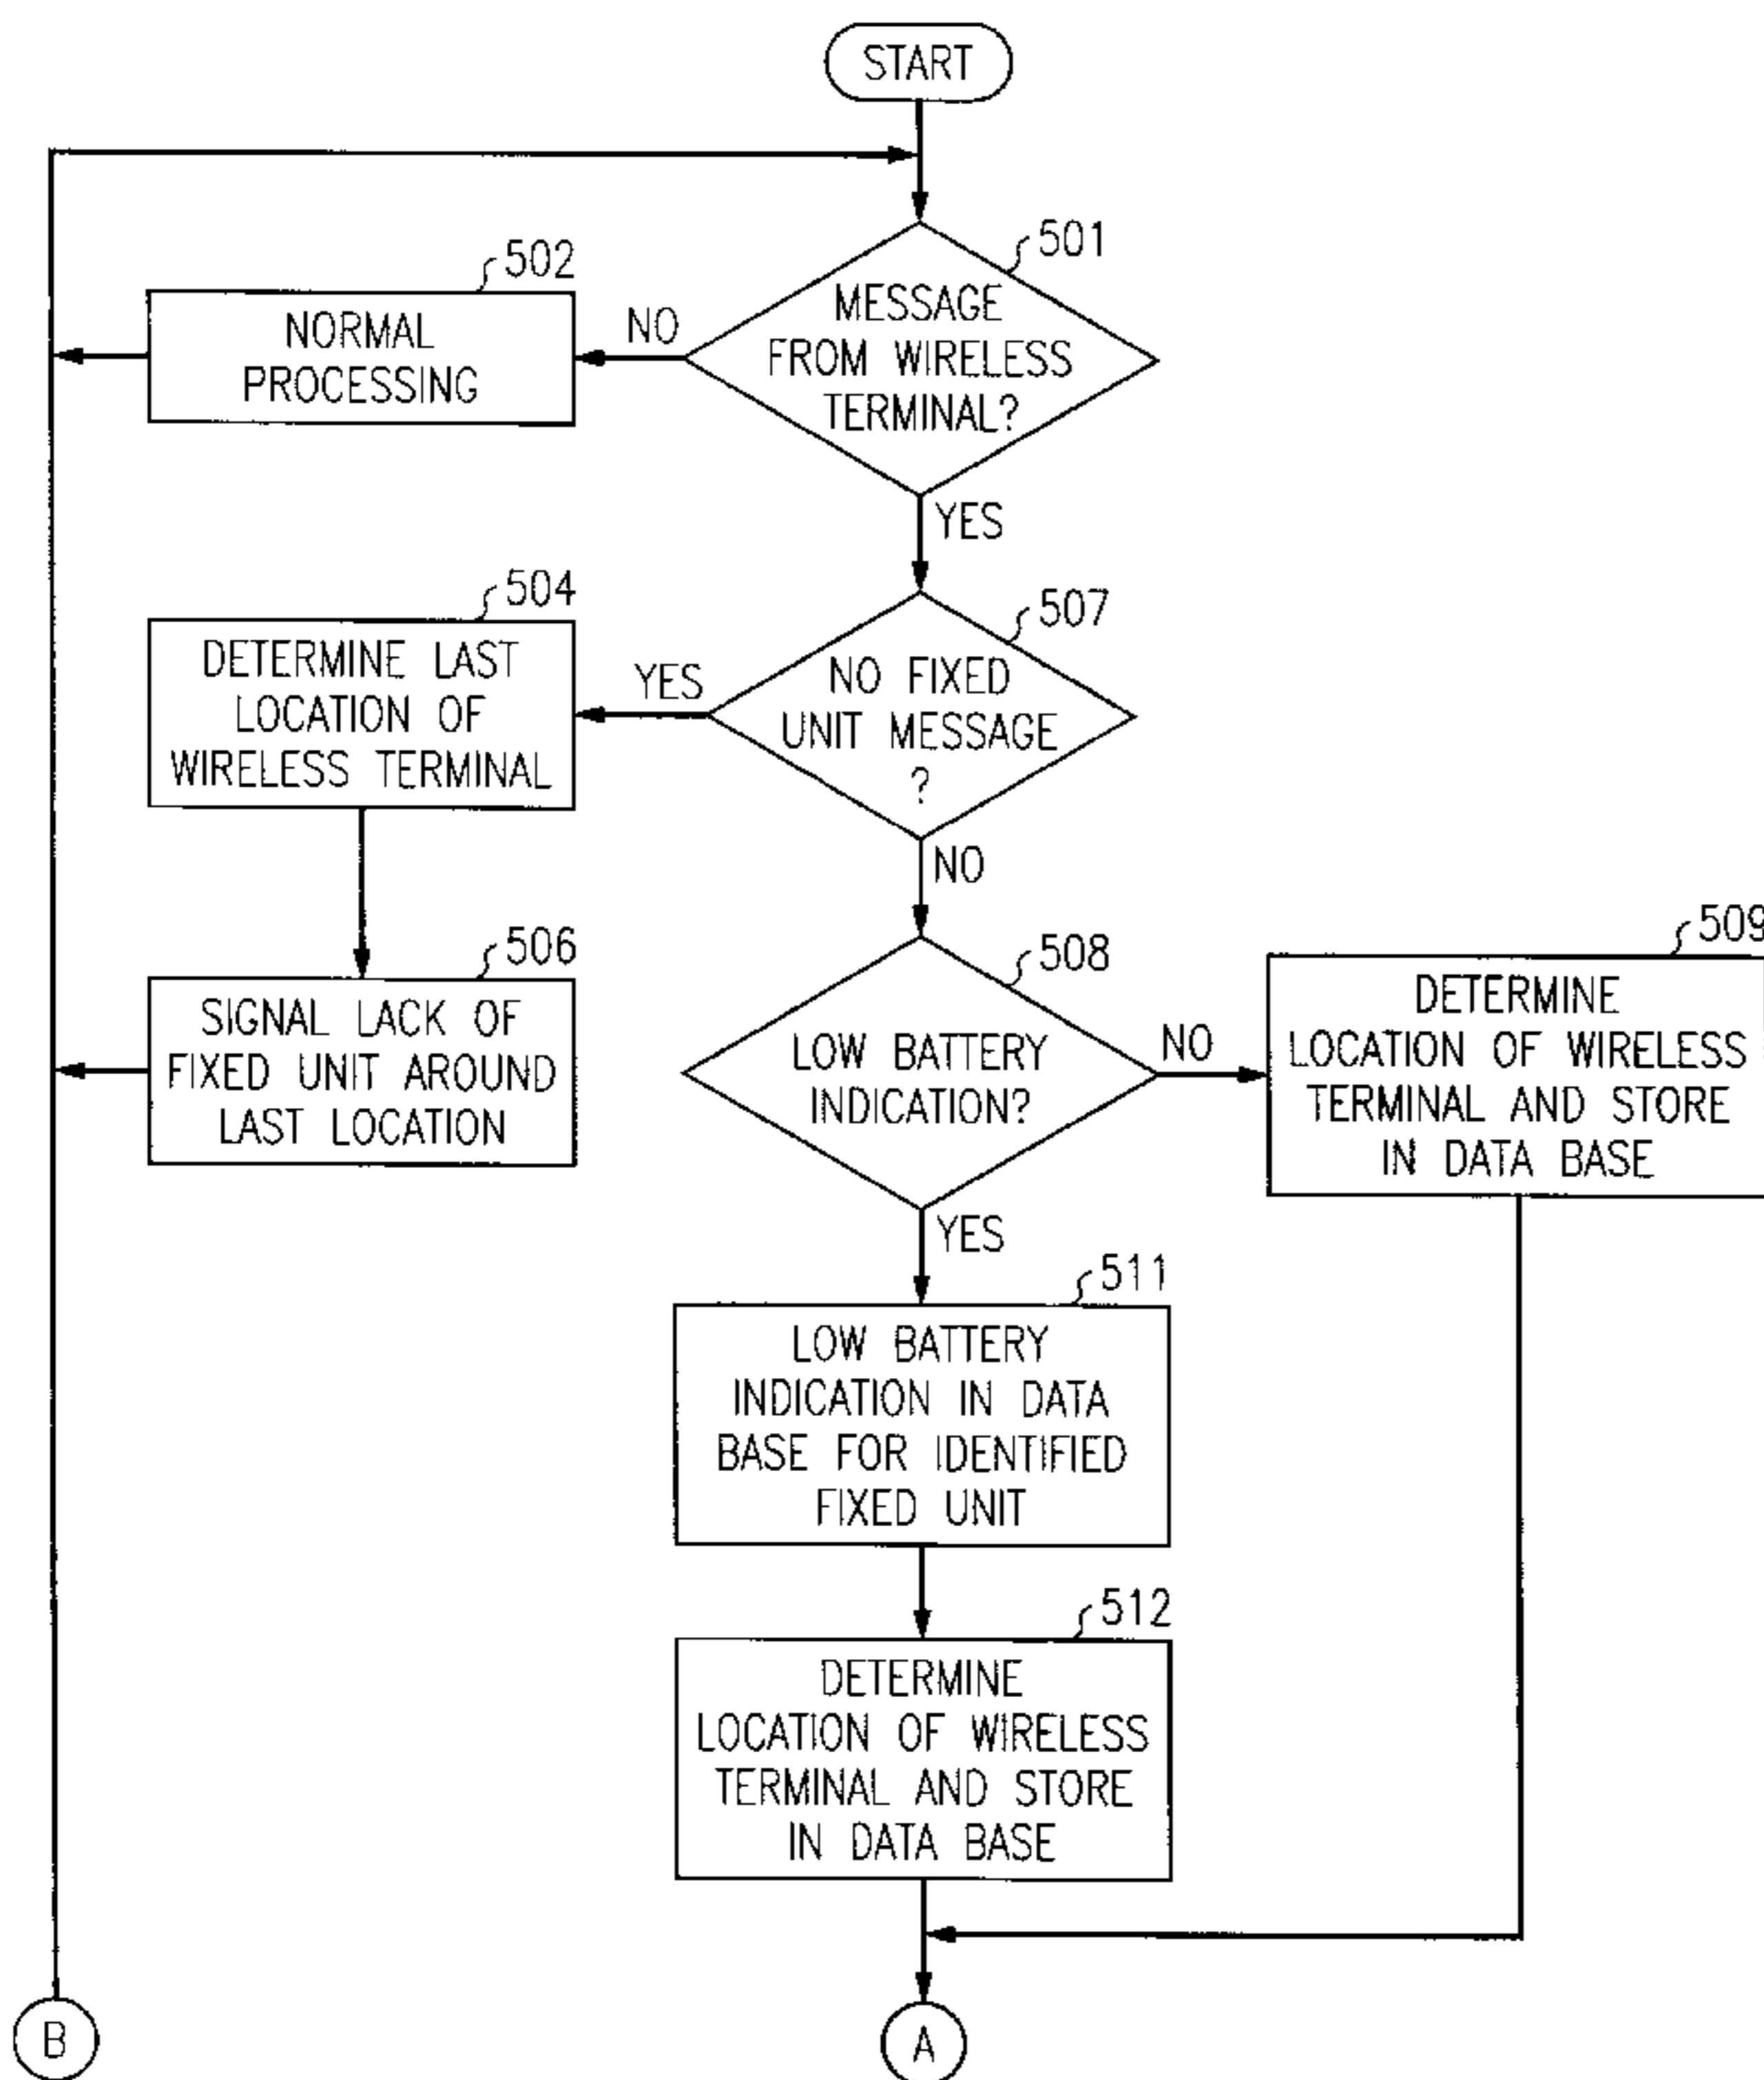 START
501
MESSAGE
FROM WIRELESS
TERMINAL?
502
NORMAL
PROCESSING
NO
YES
504
DETERMINE LAST
LOCATION OF
WIRELESS TERMINAL
507
NO FIXED
UNIT MESSAGE
?
YES
NO
506
SIGNAL LACK OF
FIXED UNIT AROUND
LAST LOCATION
508
LOW BATTERY
INDICATION?
NO
509
DETERMINE
LOCATION OF WIRELESS
TERMINAL AND STORE
IN DATA BASE
YES
511
LOW BATTERY
INDICATION IN DATA
BASE FOR IDENTIFIED
FIXED UNIT
512
DETERMINE
LOCATION OF WIRELESS
TERMINAL AND STORE
IN DATA BASE
B
A